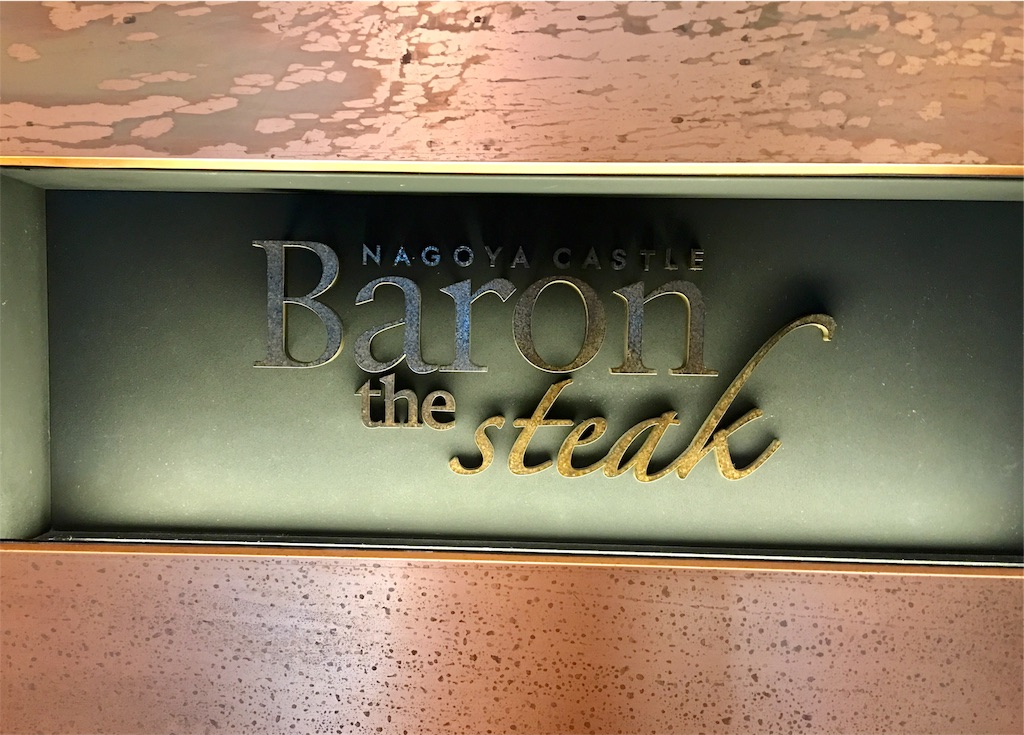 NAGOYA CASTLE
Baron
the steak